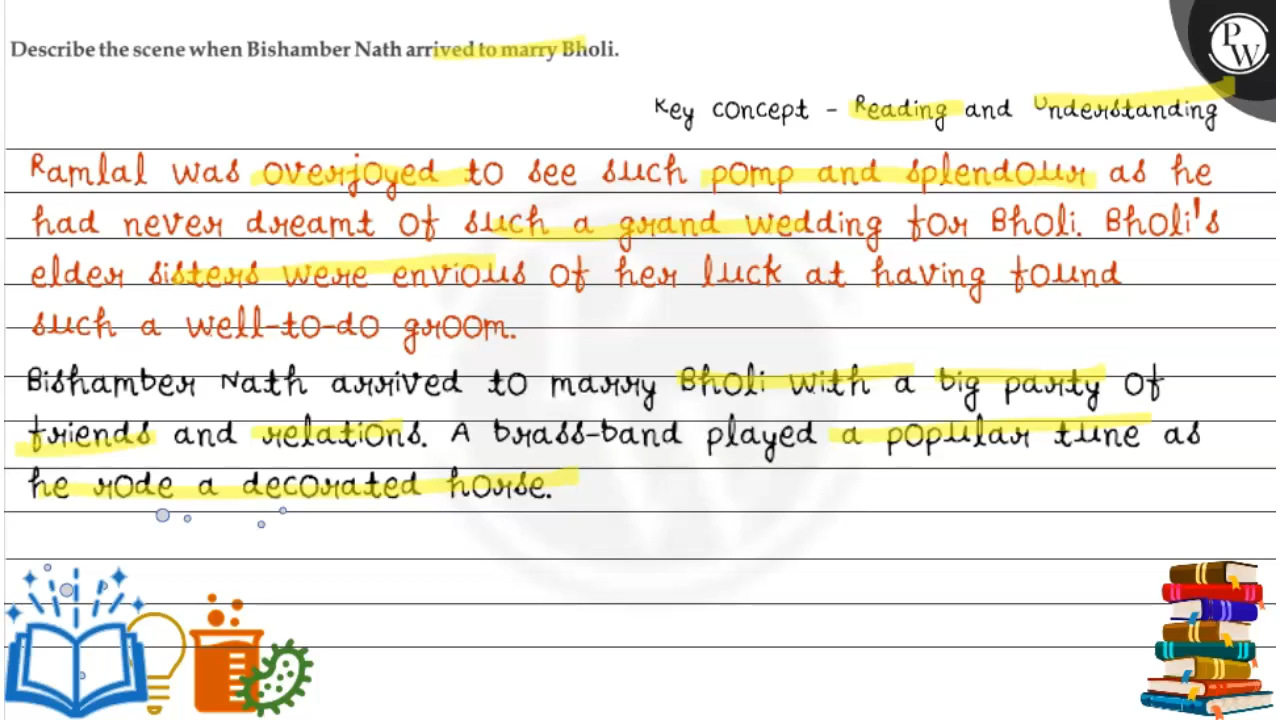 Describe the scene when Bishamber Nath arrived to marry Bholi.
PW
Key concept - Reading and Understanding
Ramlal was overjoyed to see such pomp and splendour as he
had never dreamt of such a grand wedding for Bholi. Bholi's
elder sisters were envious of her luck at having found
such a well-to-do groom.
Bishamber Nath arrived to marry Bholi with a big party of
friends and relations. A brass-band played a popular tune as
he rode a decorated horse.